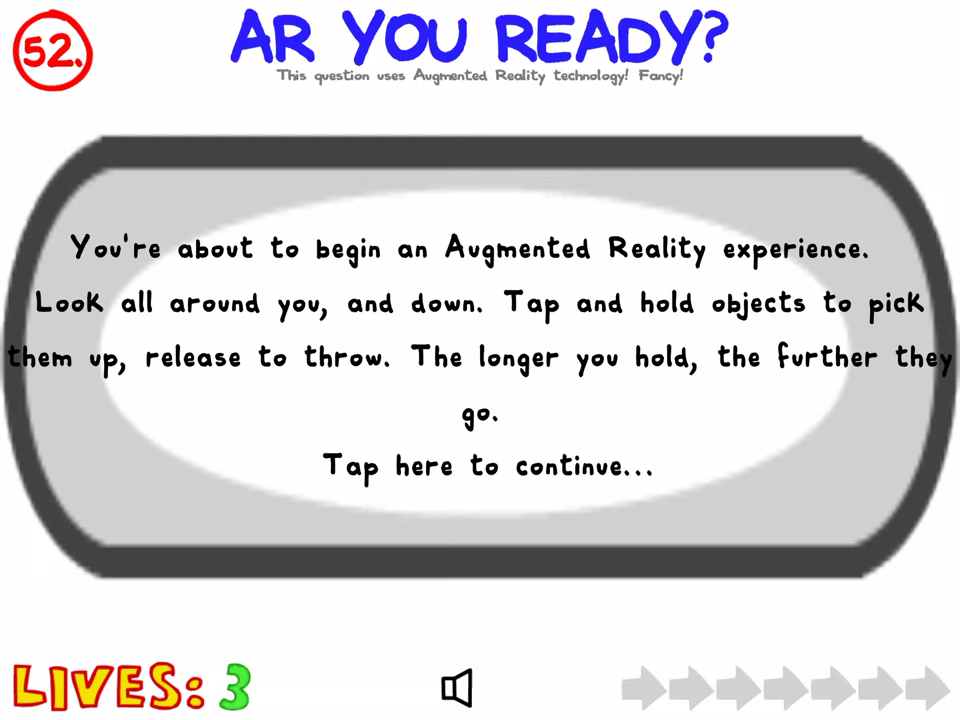 52.
AR YOU READY?
This question uses Augmented Reality technology! Fancy!
You're about to begin an Augmented Reality experience.
Look all around you, and down. Tap and hold objects to pick
them up, release to throw. The longer you hold, the further they
go.
Tap here to continue...
LIVES: 3